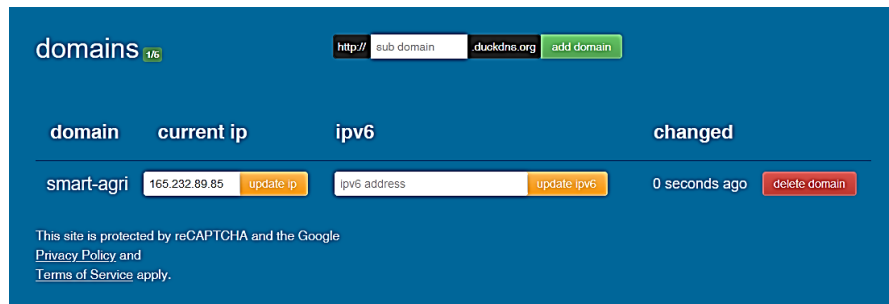 domains 1/5
http:// sub domain .duckdns.org add domain
domain current ip ipv6 changed
smart-agri 165.232.89.85 update ip ipv6 address update ipv6 0 seconds ago delete domain
This site is protected by reCAPTCHA and the Google
Privacy Policy and
Terms of Service apply.